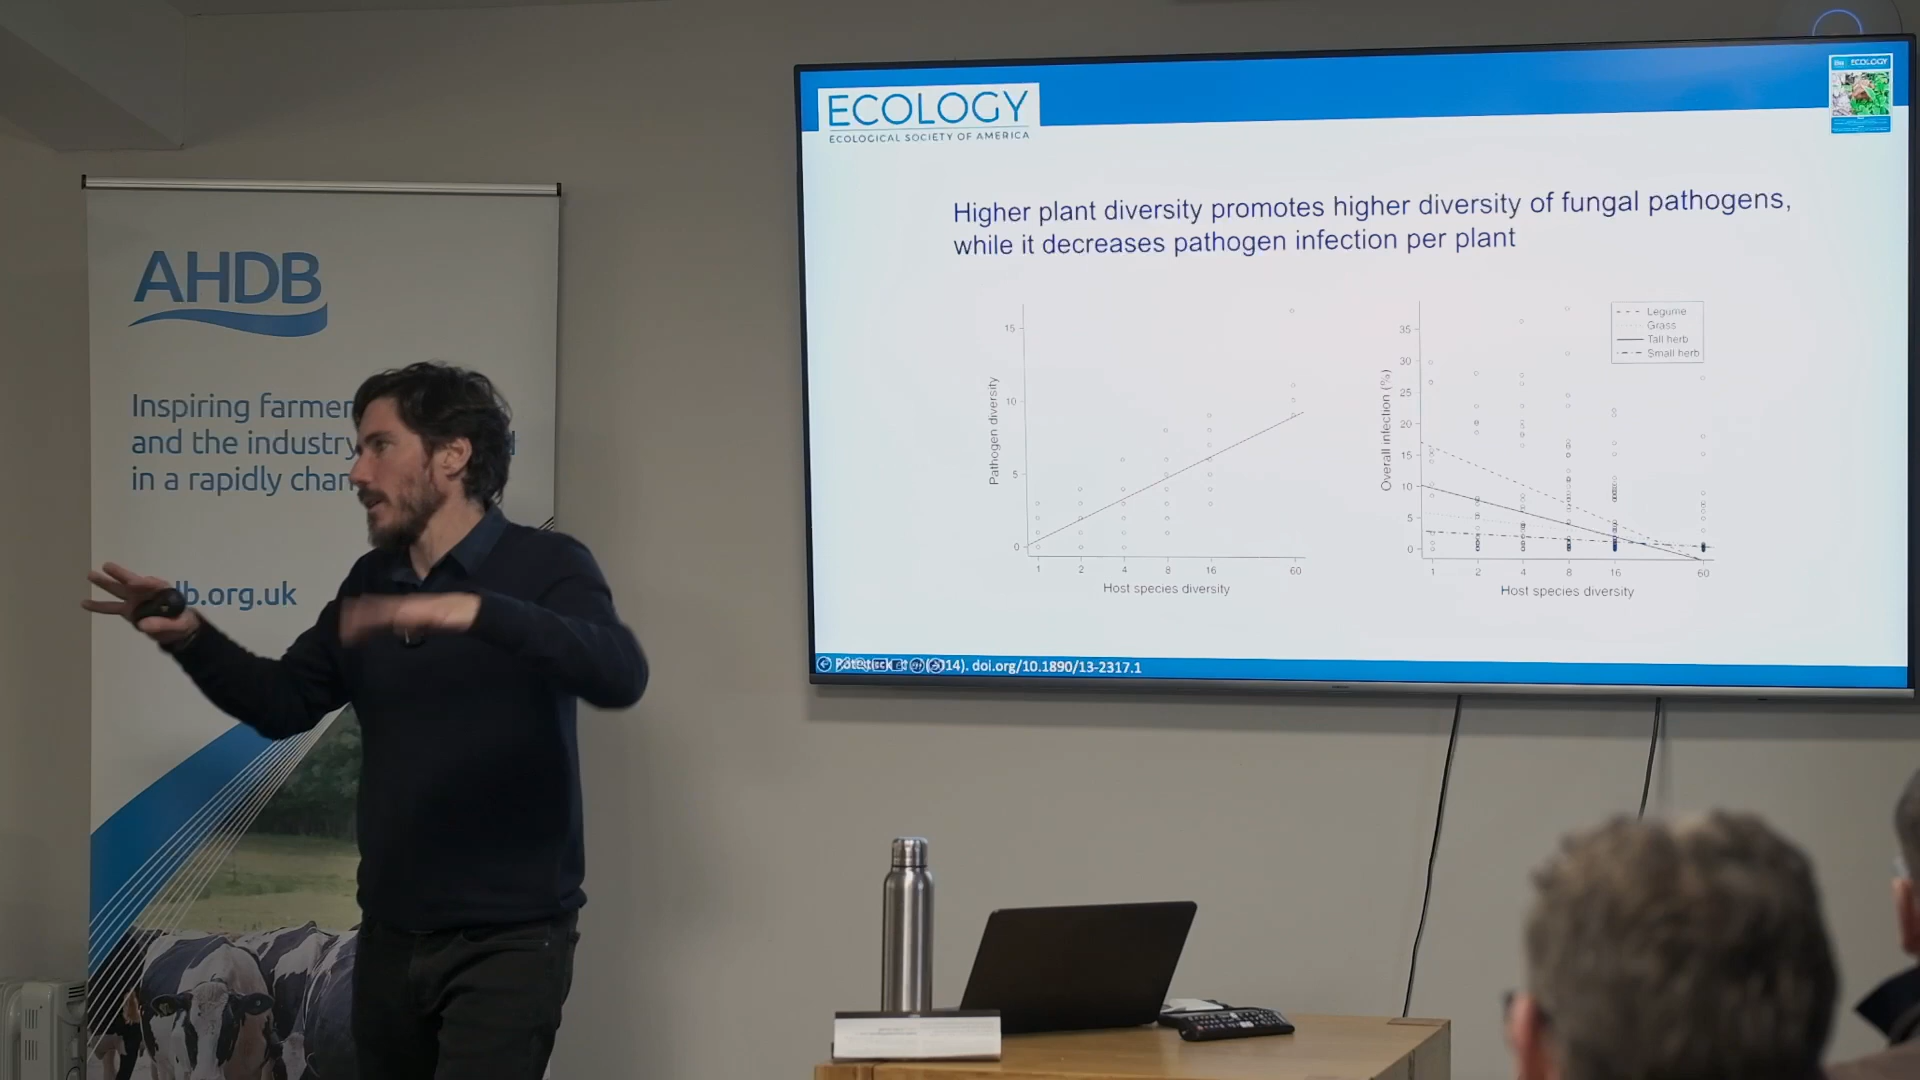 AHDB
Inspiring farmer
and the industry
in a rapidly chan
db.org.uk
ECOLOGY
ECOLOGICAL SOCIETY OF AMERICA
ECOLOGY
Higher plant diversity promotes higher diversity of fungal pathogens,
while it decreases pathogen infection per plant
Pathogen diversity
15
10
5
0
1 2 4 8 16 60
Host species diversity
Overall infection (%)
35
30
25
20
15
10
5
0
1 2 4 8 16 60
Host species diversity
Legume
Grass
Tall herb
Small herb
14). doi.org/10.1890/13-2317.1